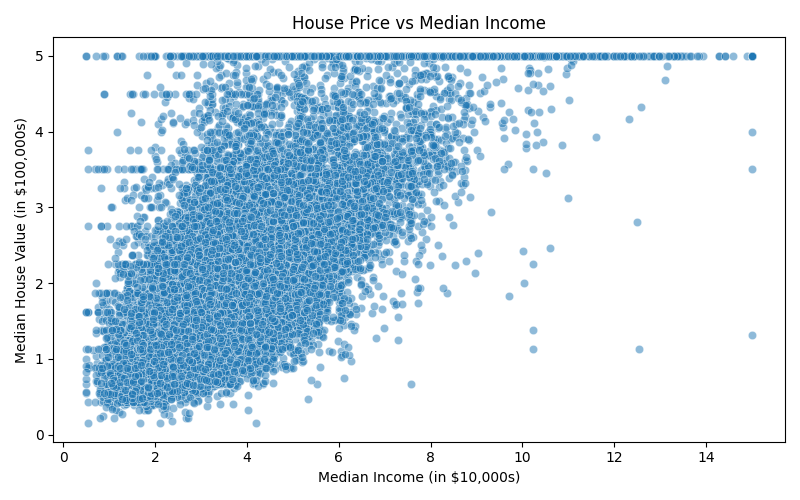 House Price vs Median Income
Median House Value (in $100,000s)
5
4
3
2
1
0
0 2 4 6 8 10 12 14
Median Income (in $10,000s)